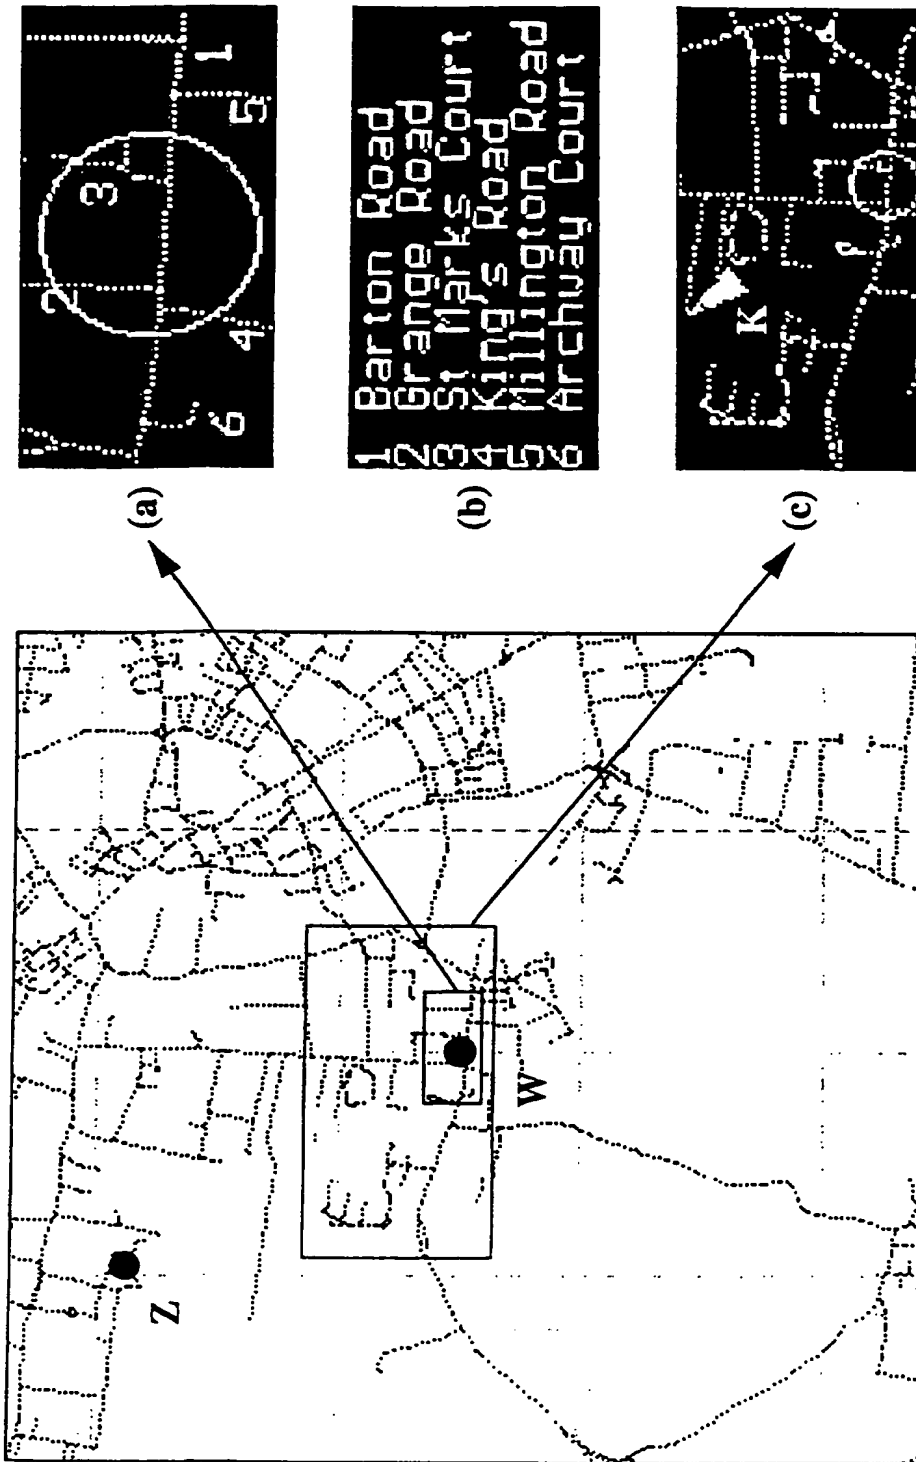 Z
W
(a)
1
2
3
4
5
6
(b)
1 Barton Road
2 Grange Road
3 St Marks Court
4 King's Road
5 Millington Road
6 Archway Court
(c)
K